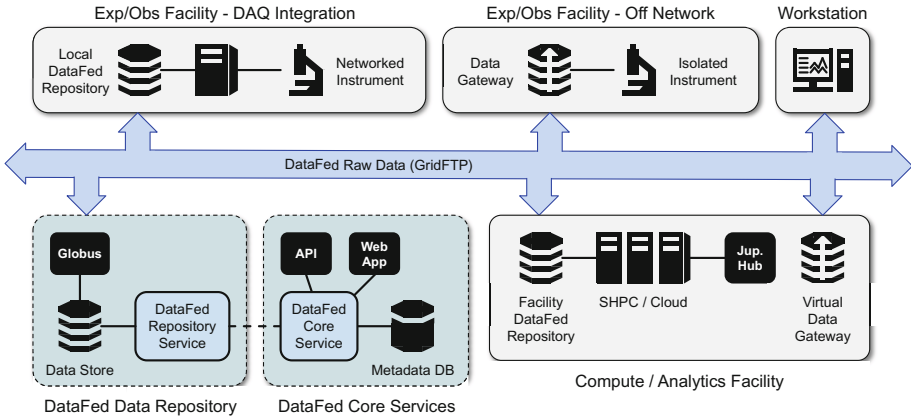 Exp/Obs Facility - DAQ Integration
Exp/Obs Facility - Off Network
Workstation
Local
DataFed
Repository
Networked
Instrument
Data
Gateway
Isolated
Instrument
DataFed Raw Data (GridFTP)
Globus
Data Store
DataFed
Repository
Service
API
Web
App
DataFed
Core
Service
Metadata DB
Facility
DataFed
Repository
SHPC / Cloud
Jup.
Hub
Virtual
Data
Gateway
DataFed Data Repository
DataFed Core Services
Compute / Analytics Facility